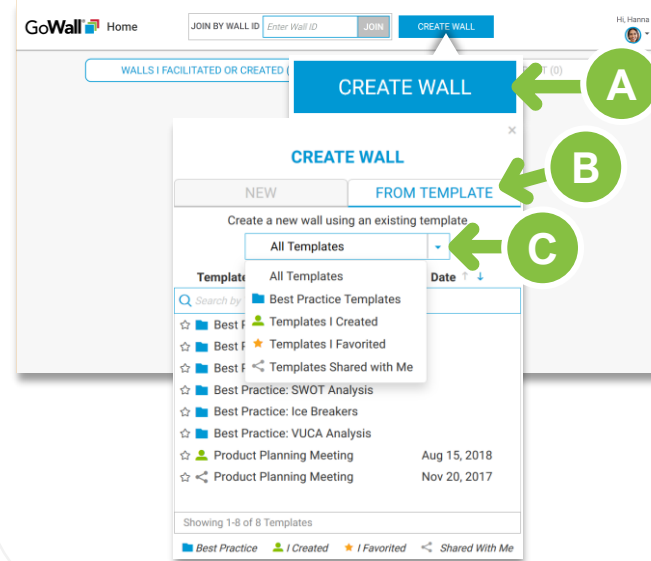 GoWall Home JOIN BY WALL ID Enter Wall ID JOIN CREATE WALL Hi, Hanna
WALLS I FACILITATED OR CREATED ( (0)
CREATE WALL
A
×
CREATE WALL
B
NEW FROM TEMPLATE
Create a new wall using an existing template
All Templates
C
Template Date ↑ ↓
All Templates
Search by
Best Practice Templates
Best
Templates I Created
Best
Templates I Favorited
Best
Templates Shared with Me
Best Practice: SWOT Analysis
Best Practice: Ice Breakers
Best Practice: VUCA Analysis
Product Planning Meeting Aug 15, 2018
Product Planning Meeting Nov 20, 2017
Showing 1-8 of 8 Templates
Best Practice I Created I Favorited Shared With Me